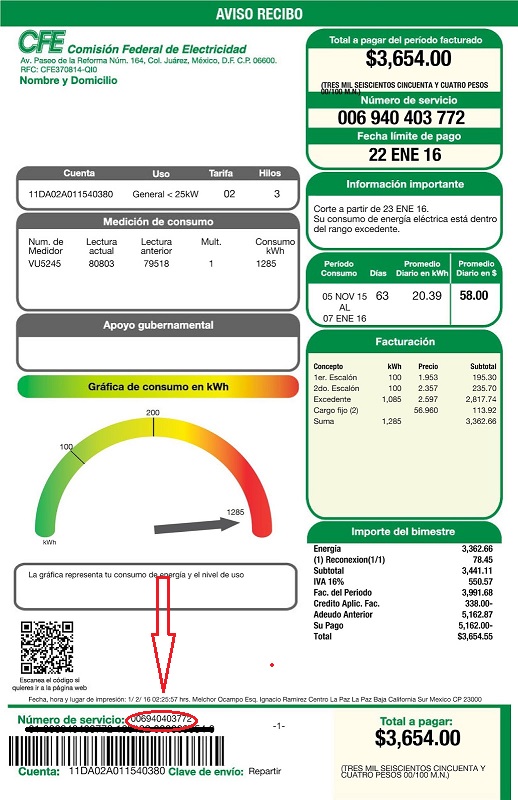 AVISO RECIBO
CFE Comisión Federal de Electricidad
Av. Paseo de la Reforma Núm. 164, Col. Juárez, México, D.F. C.P. 06600.
RFC: CFE370814-QI0
Nombre y Domicilio
Total a pagar del período facturado
$3,654.00
(TRES MIL SEISCIENTOS CINCUENTA Y CUATRO PESOS
00/100 M.N.)
Número de servicio
006 940 403 772
Fecha límite de pago
22 ENE 16
Cuenta Uso Tarifa Hilos
11DA02A011540380 General < 25kW 02 3
Medición de consumo
Num. de Medidor Lectura actual Lectura anterior Mult. Consumo kWh
VU5245 80803 79518 1 1285
Apoyo gubernamental
Información importante
Corte a partir de 23 ENE 16.
Su consumo de energía eléctrica está dentro
del rango excedente.
Período Consumo Días Promedio Diario en kWh Promedio Diario en $
05 NOV 15 63 20.39 58.00
AL
07 ENE 16
Gráfica de consumo en kWh
100
200
1285
kWh
La gráfica representa tu consumo de energía y el nivel de uso
Facturación
Concepto kWh Precio Subtotal
1er. Escalón 100 1.953 195.30
2do. Escalón 100 2.357 235.70
Excedente 1,085 2.597 2,817.74
Cargo fijo (2) 56.960 113.92
Suma 1,285 3,362.66
Importe del bimestre
Energía 3,362.66
(1) Reconexion(1/1) 78.45
Subtotal 3,441.11
IVA 16% 550.57
Fac. del Periodo 3,991.68
Credito Aplic. Fac. 338.00-
Adeudo Anterior 5,162.87
Su Pago 5,162.00-
Total $3,654.55
Escanea el código si
quieres ir a la página web
Fecha, hora y lugar de impresión: 1/ 2/ 16 02:25:57 hrs. Melchor Ocampo Esq. Ignacio Ramirez Centro La Paz La Paz Baja California Sur Mexico CP 23000
Número de servicio: 006940403772
-1-
Cuenta: 11DA02A011540380 Clave de envío: Repartir
Total a pagar:
$3,654.00
(TRES MIL SEISCIENTOS CINCUENTA Y
CUATRO PESOS 00/100 M.N.)